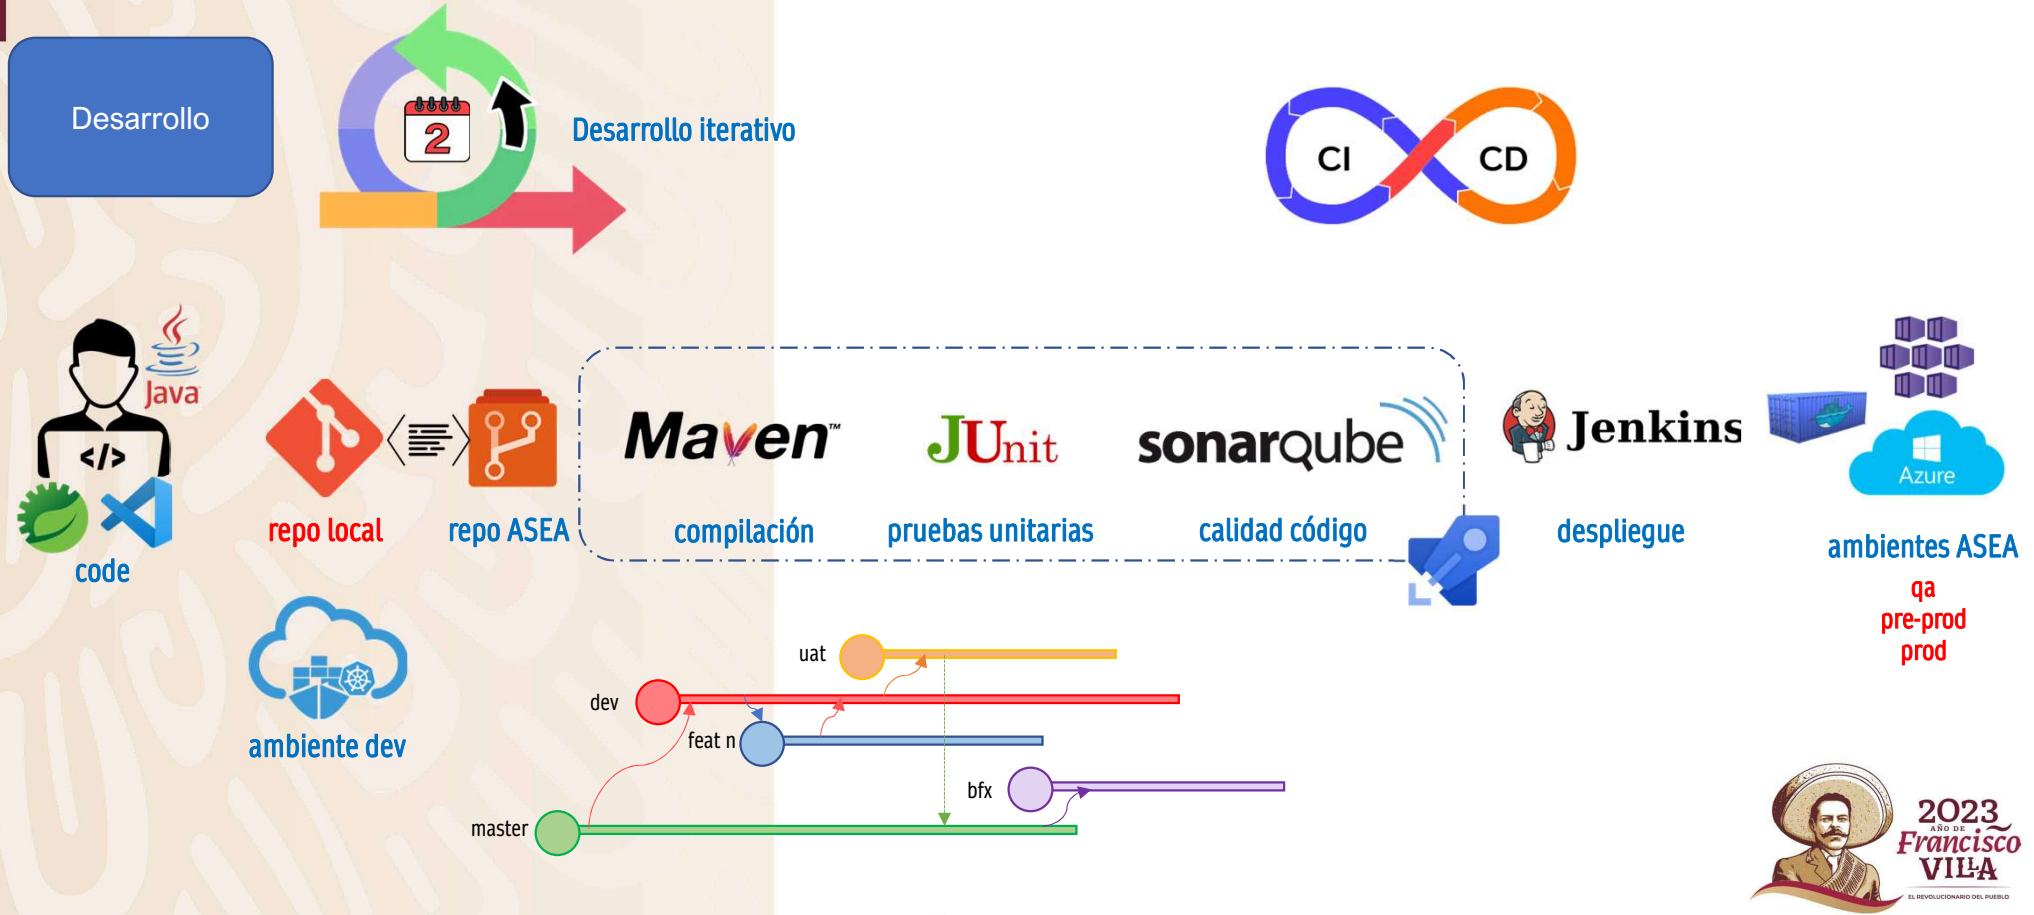 Desarrollo
2
Desarrollo iterativo
CI
CD
Java
</>
code
repo local
repo ASEA
Maven™
compilación
JUnit
pruebas unitarias
sonarqube
calidad código
Jenkins
despliegue
Azure
ambientes ASEA
qa
pre-prod
prod
ambiente dev
uat
dev
feat n
bfx
master
2023
AÑO DE
Francisco
VILLA
EL REVOLUCIONARIO DEL PUEBLO